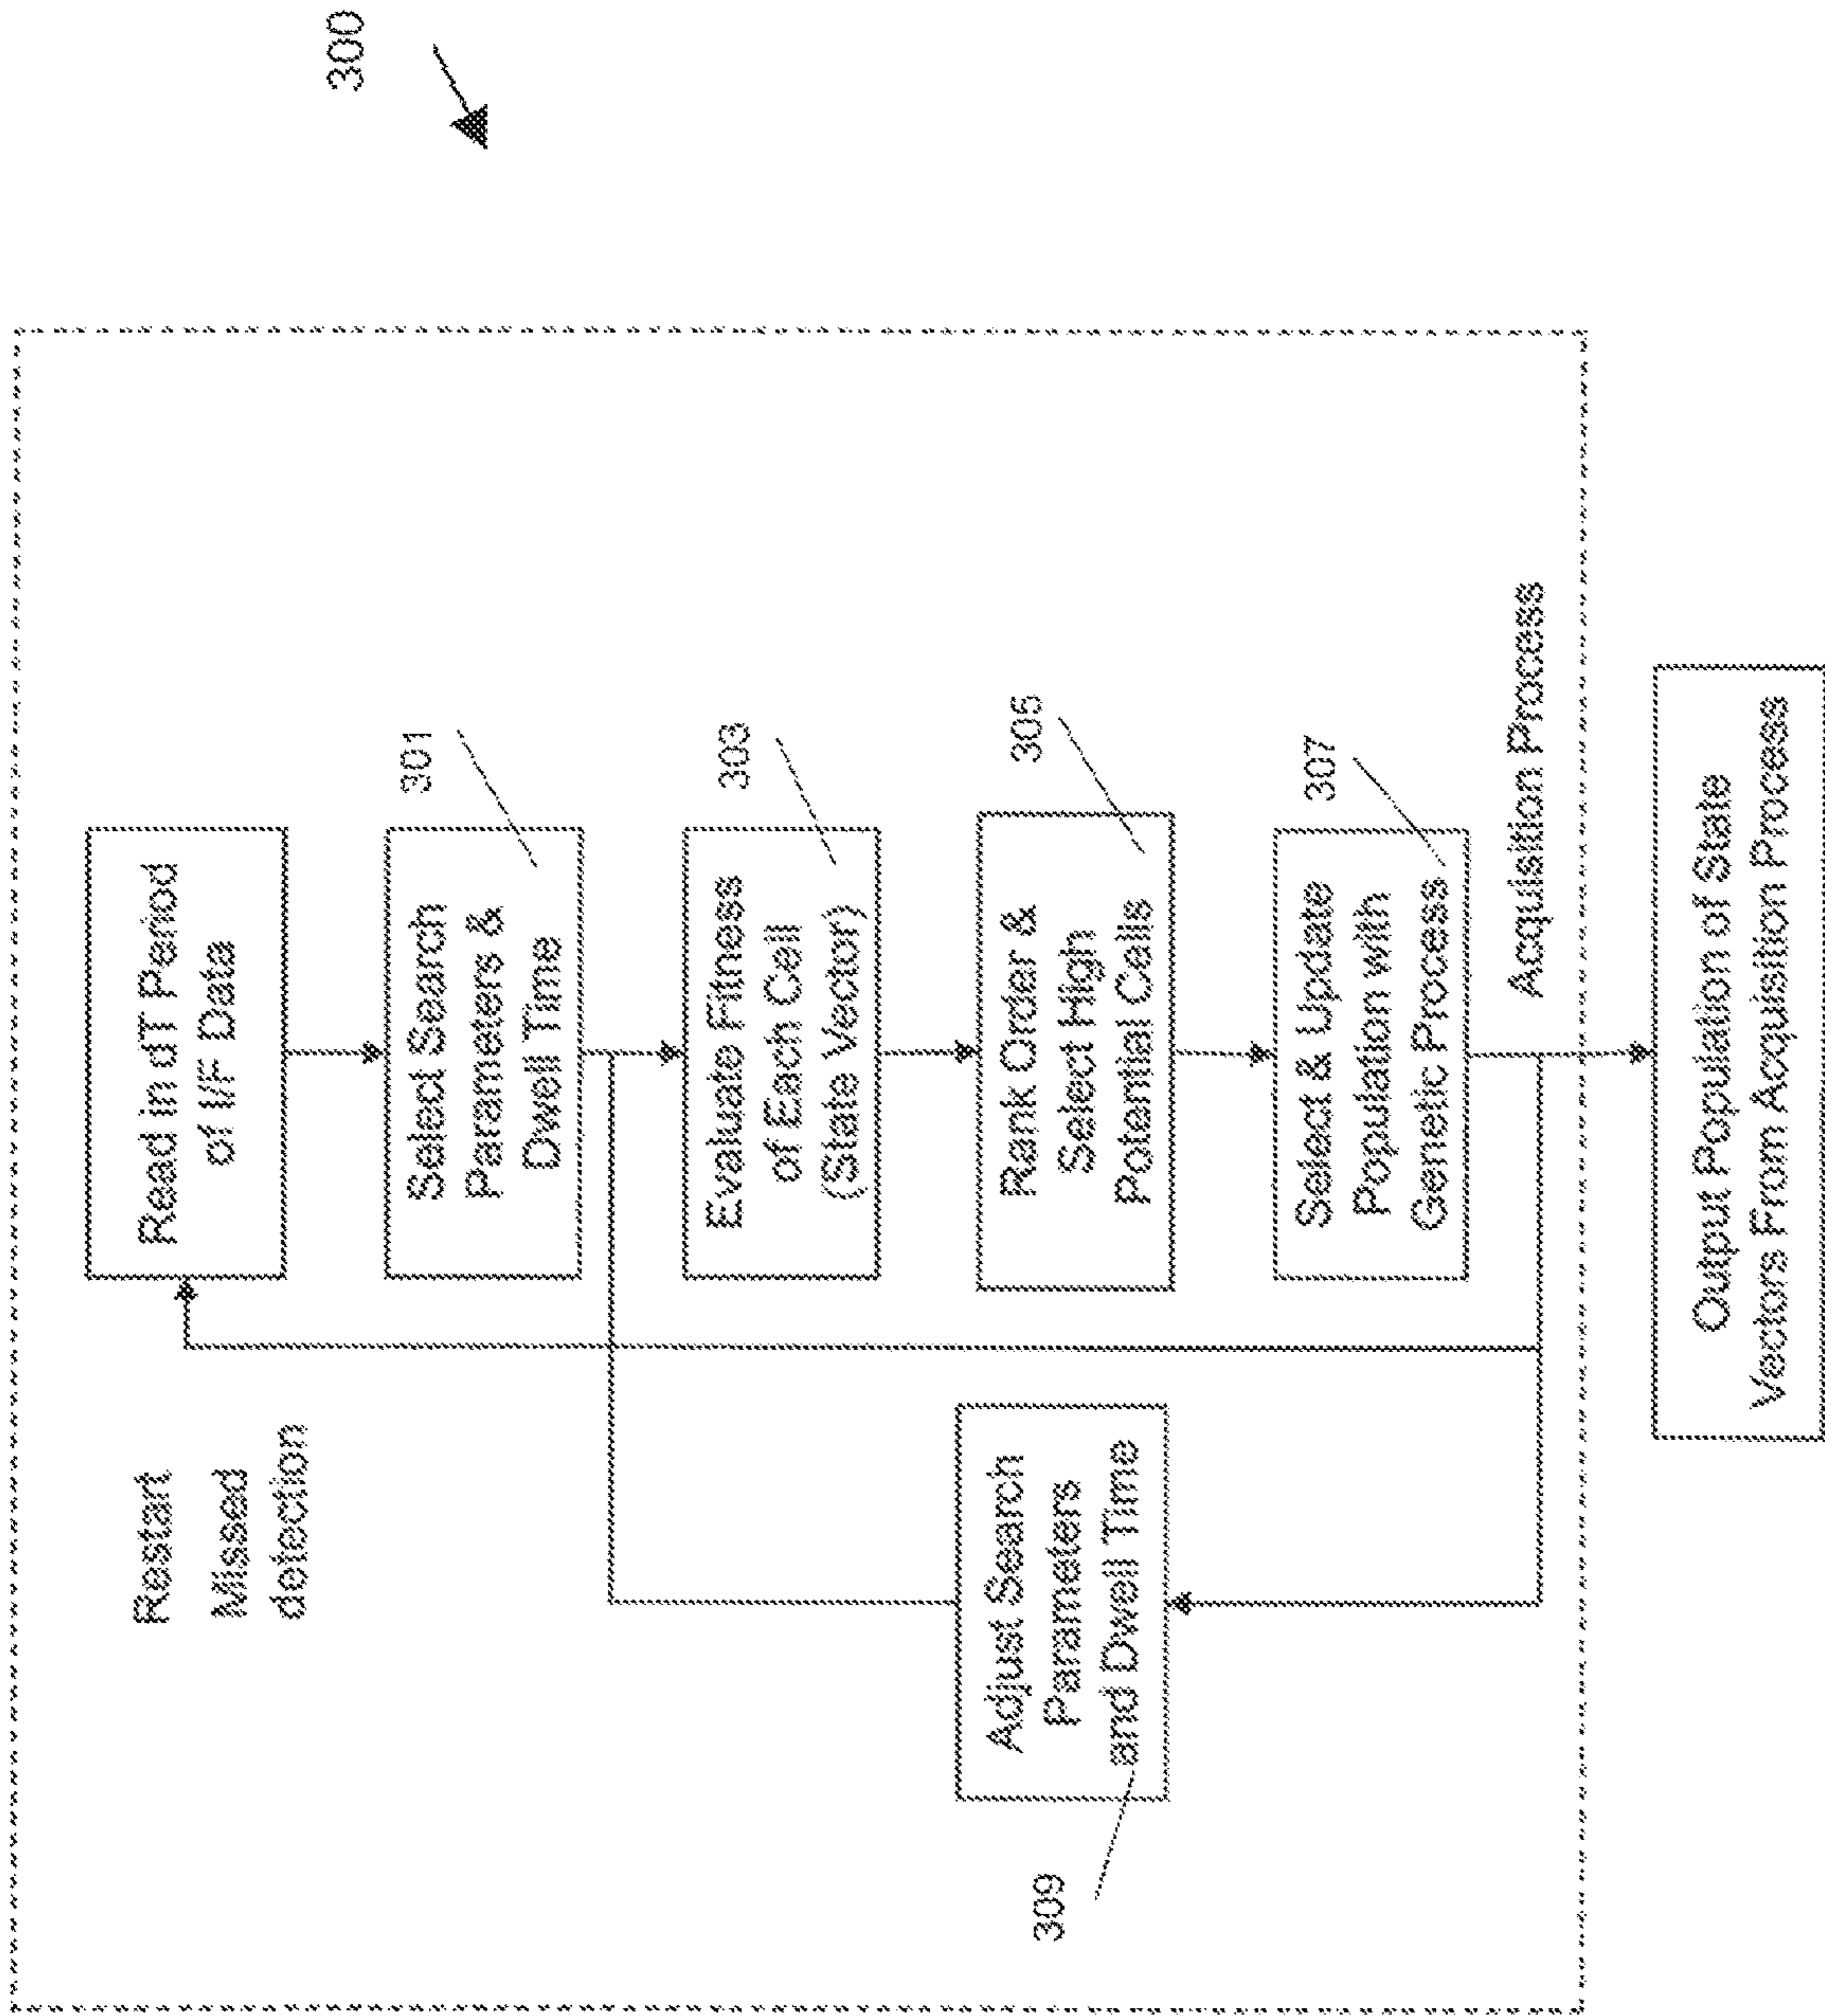 300
Restart
Missed
detection
Read in dT Period
of I/F Data
301
Select Search
Parameters &
Dwell Time
303
Evaluate Fitness
of Each Cell
(State Vector)
305
Rank Order &
Select High
Potential Cells
307
Select & Update
Population with
Genetic Process
309
Adjust Search
Parameters
and Dwell Time
Acquisition Process
Output Population of State
Vectors From Acquisition Process